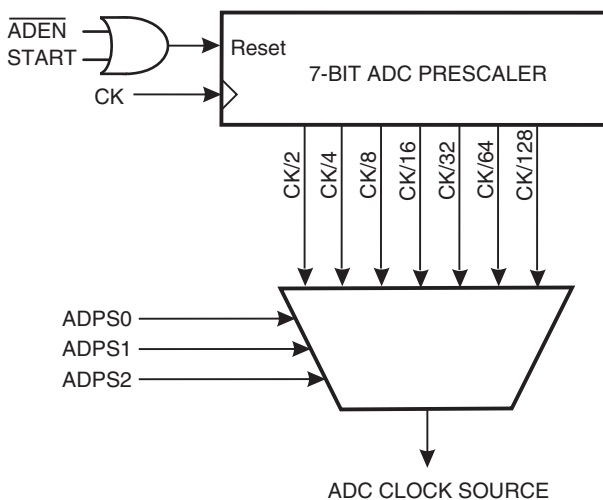 ADEN
START
Reset
7-BIT ADC PRESCALER
CK
CK/2
CK/4
CK/8
CK/16
CK/32
CK/64
CK/128
ADPS0
ADPS1
ADPS2
ADC CLOCK SOURCE